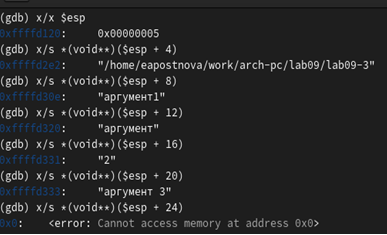 (gdb) x/x $esp
0xffffd120: 0x00000005
(gdb) x/s *(void**)($esp + 4)
0xffffd2e2: "/home/eapostnova/work/arch-pc/lab09/lab09-3"
(gdb) x/s *(void**)($esp + 8)
0xffffd30e: "аргумент1"
(gdb) x/s *(void**)($esp + 12)
0xffffd320: "аргумент"
(gdb) x/s *(void**)($esp + 16)
0xffffd331: "2"
(gdb) x/s *(void**)($esp + 20)
0xffffd333: "аргумент 3"
(gdb) x/s *(void**)($esp + 24)
0x0: <error: Cannot access memory at address 0x0>